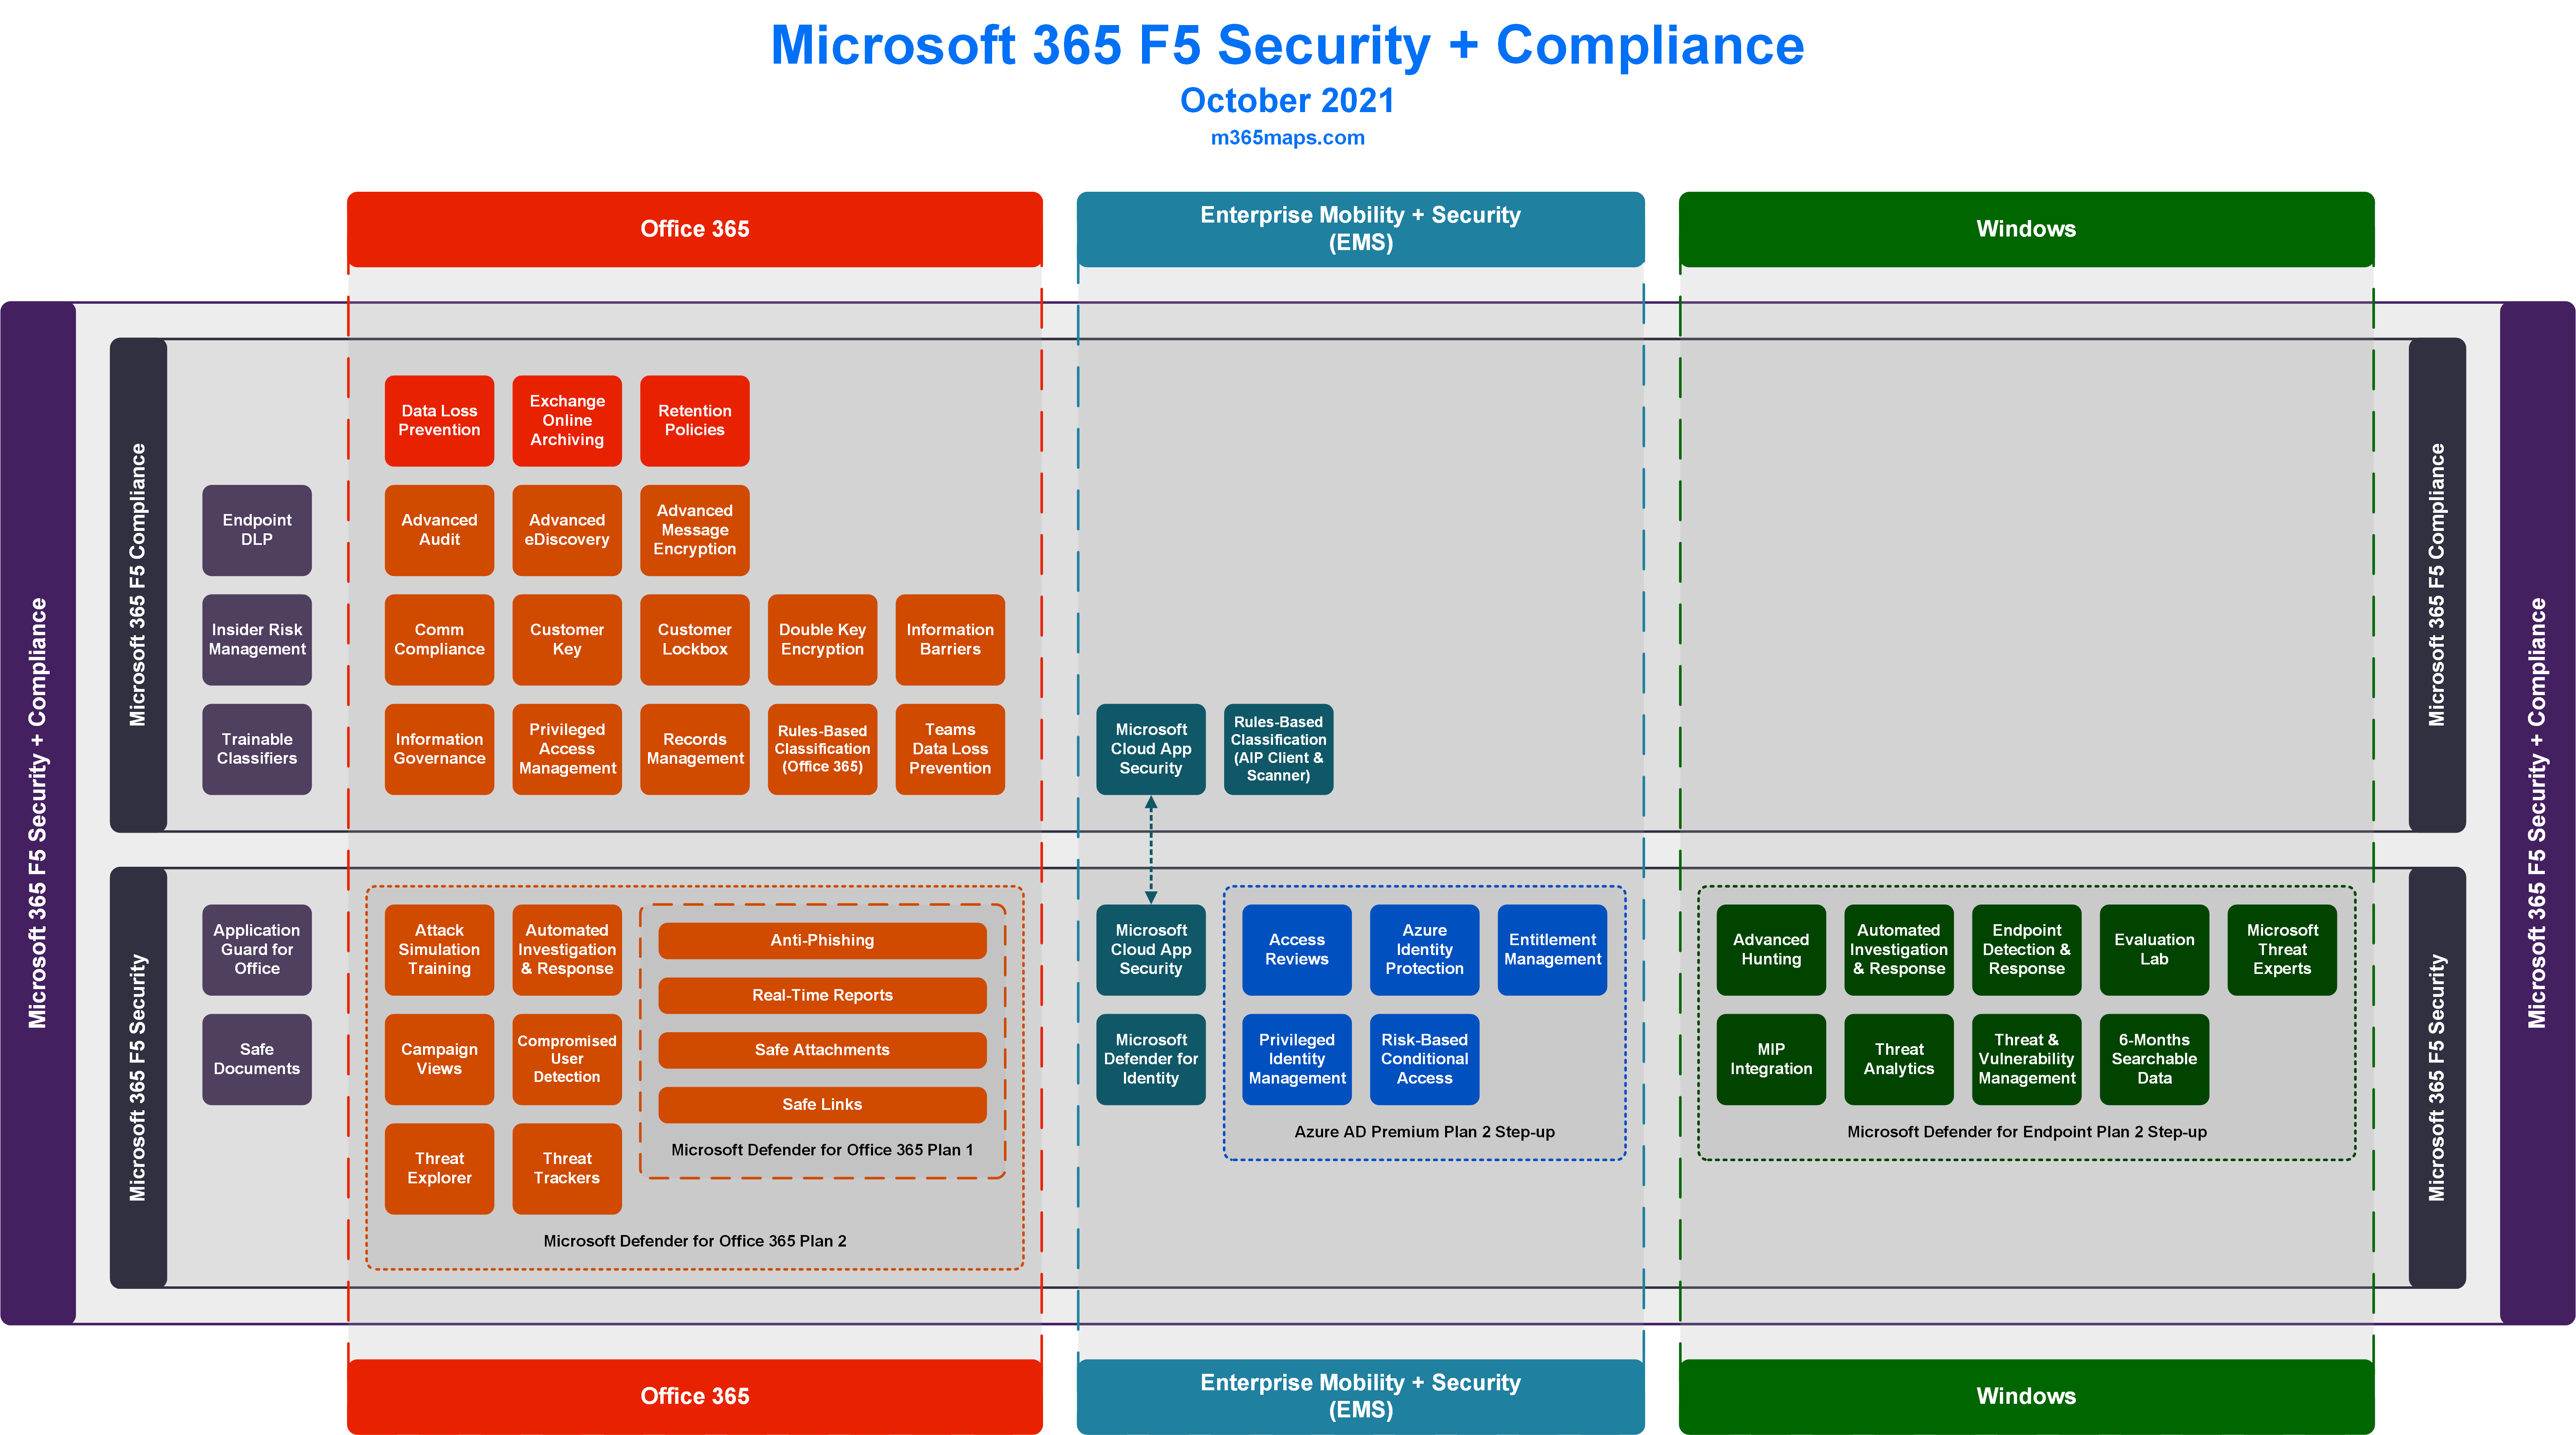 Microsoft 365 F5 Security + Compliance
October 2021
m365maps.com
Office 365
Enterprise Mobility + Security
(EMS)
Windows
Microsoft 365 F5 Security + Compliance
Microsoft 365 F5 Compliance
Endpoint
DLP
Insider Risk
Management
Trainable
Classifiers
Data Loss
Prevention
Exchange
Online
Archiving
Retention
Policies
Advanced
Audit
Advanced
eDiscovery
Advanced
Message
Encryption
Comm
Compliance
Customer
Key
Customer
Lockbox
Double Key
Encryption
Information
Barriers
Information
Governance
Privileged
Access
Management
Records
Management
Rules-Based
Classification
(Office 365)
Teams
Data Loss
Prevention
Microsoft
Cloud App
Security
Rules-Based
Classification
(AIP Client &
Scanner)
Microsoft 365 F5 Compliance
Microsoft 365 F5 Security
Application
Guard for
Office
Safe
Documents
Attack
Simulation
Training
Automated
Investigation
& Response
Campaign
Views
Compromised
User
Detection
Threat
Explorer
Threat
Trackers
Anti-Phishing
Real-Time Reports
Safe Attachments
Safe Links
Microsoft Defender for Office 365 Plan 1
Microsoft Defender for Office 365 Plan 2
Microsoft
Cloud App
Security
Microsoft
Defender for
Identity
Access
Reviews
Azure
Identity
Protection
Entitlement
Management
Privileged
Identity
Management
Risk-Based
Conditional
Access
Azure AD Premium Plan 2 Step-up
Advanced
Hunting
Automated
Investigation
& Response
Endpoint
Detection &
Response
Evaluation
Lab
Microsoft
Threat
Experts
MIP
Integration
Threat
Analytics
Threat &
Vulnerability
Management
6-Months
Searchable
Data
Microsoft Defender for Endpoint Plan 2 Step-up
Microsoft 365 F5 Security
Microsoft 365 F5 Security + Compliance
Office 365
Enterprise Mobility + Security
(EMS)
Windows